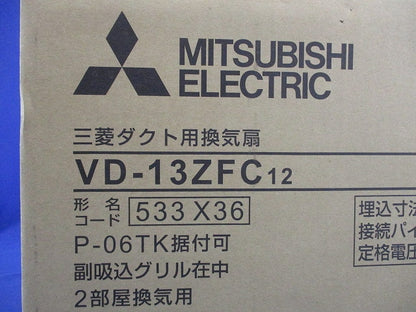 MITSUBISHI
ELECTRIC
三菱ダクト用換気扇
VD-13ZFC12
形名
コード 533 X36
P-06TK据付可
副吸込グリル在中
2部屋換気用
埋込寸法
接続パイ
定格電圧